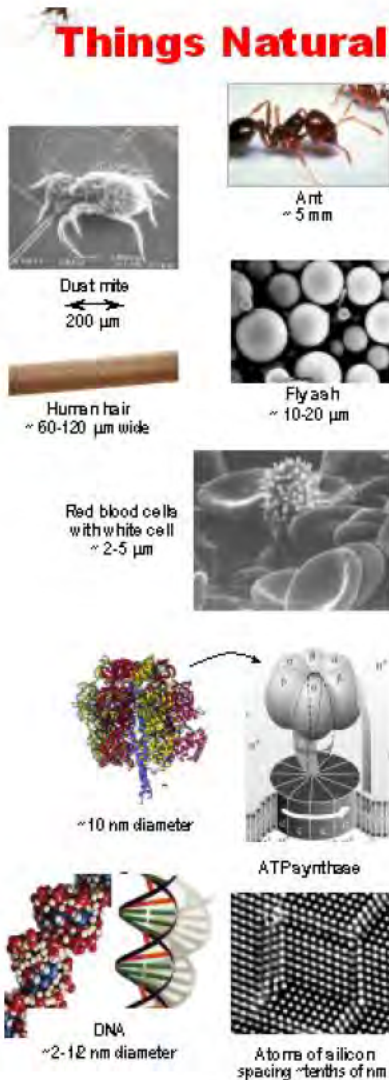 Things Natural
Ant
~ 5 mm
Dust mite
200 µm
Fly ash
~ 10-20 µm
Human hair
~ 60-120 µm wide
Red blood cells
with white cell
~ 2-5 µm
~10 nm diameter
ATP synthase
DNA
~2-1/2 nm diameter
Atoms of silicon
spacing ~tenths of nm